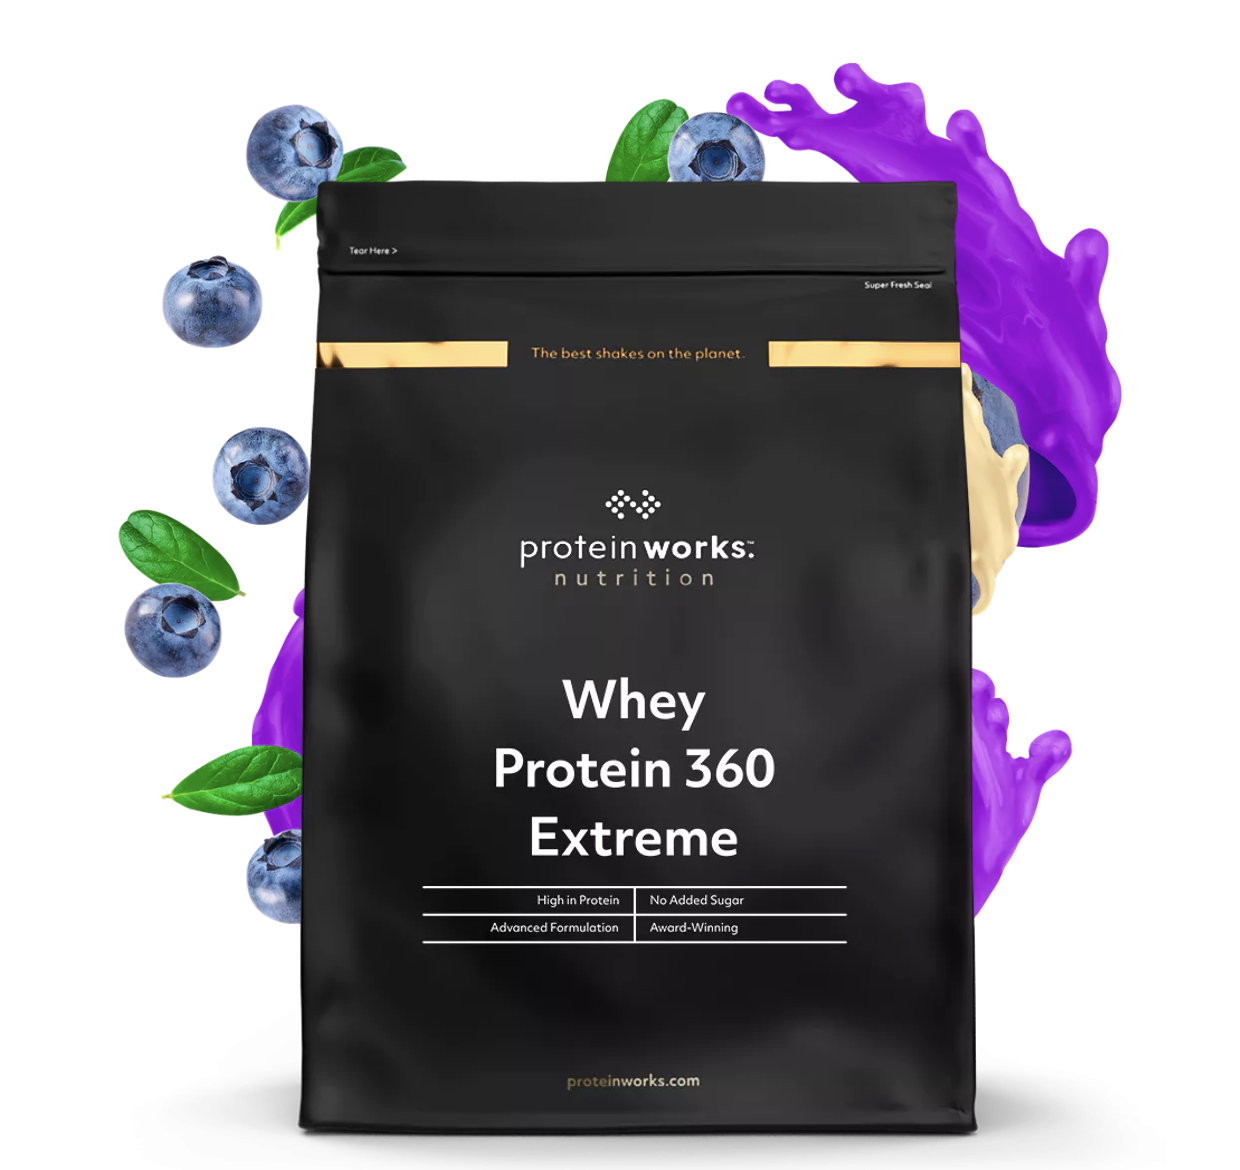 Tear Here >
Super Fresh Seal
The best shakes on the planet.
protein works:™
nutrition
Whey
Protein 360
Extreme
High in Protein
No Added Sugar
Advanced Formulation
Award-Winning
proteinworks.com